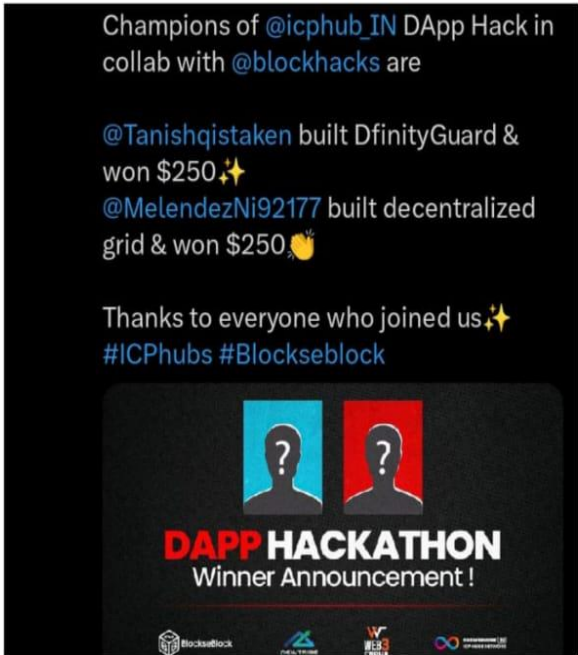 Champions of @icphub_IN DApp Hack in
collab with @blockhacks are
@Tanishqistaken built DfinityGuard &
won $250✨
@MelendezNi92177 built decentralized
grid & won $250👏
Thanks to everyone who joined us✨
#ICPhubs #Blockseblock
? ?
DAPP HACKATHON
Winner Announcement !
BlockseBlock
WEB3